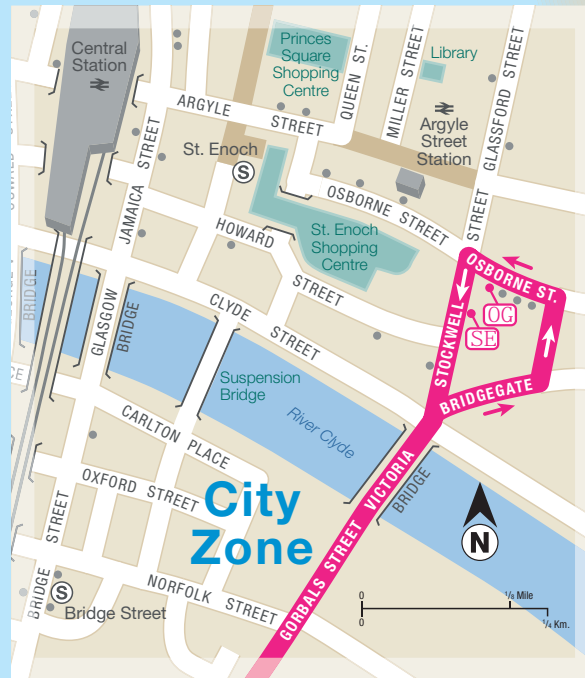 Central
Station
Princes
Square
Shopping
Centre
QUEEN ST.
MILLER STREET
Library
GLASSFORD STREET
ARGYLE STREET
Argyle
Street
Station
St. Enoch
S
JAMAICA STREET
OSBORNE STREET
HOWARD STREET
St. Enoch
Shopping
Centre
OSBORNE ST.
OG
SE
STOCKWELL STREET
BRIDGEGATE
BRIDGE
GLASGOW BRIDGE
CLYDE STREET
Suspension
Bridge
River Clyde
CARLTON PLACE
VICTORIA BRIDGE
OXFORD STREET
City
Zone
N
NORFOLK STREET
GORBALS STREET
BRIDGE STREET
S
Bridge Street
0
1/8 Mile
0
1/4 Km.